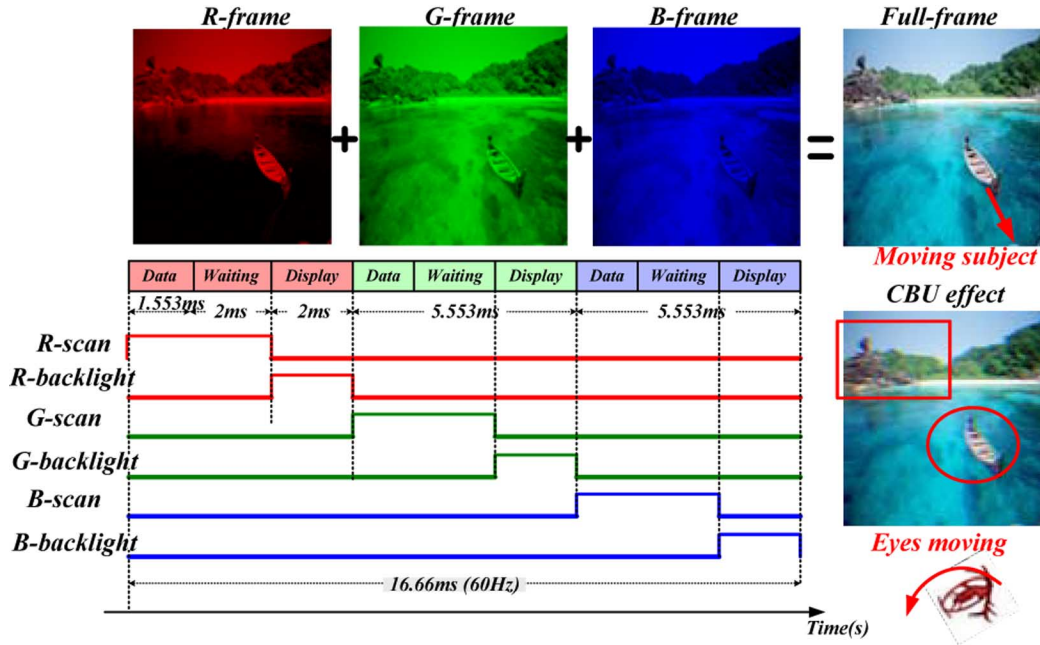 R-frame G-frame B-frame Full-frame
+ + =
Moving subject
Data Waiting Display Data Waiting Display Data Waiting Display
1.553ms 2ms 2ms 5.553ms 5.553ms
CBU effect
R-scan
R-backlight
G-scan
G-backlight
B-scan
B-backlight
Eyes moving
16.66ms (60Hz)
Time(s)